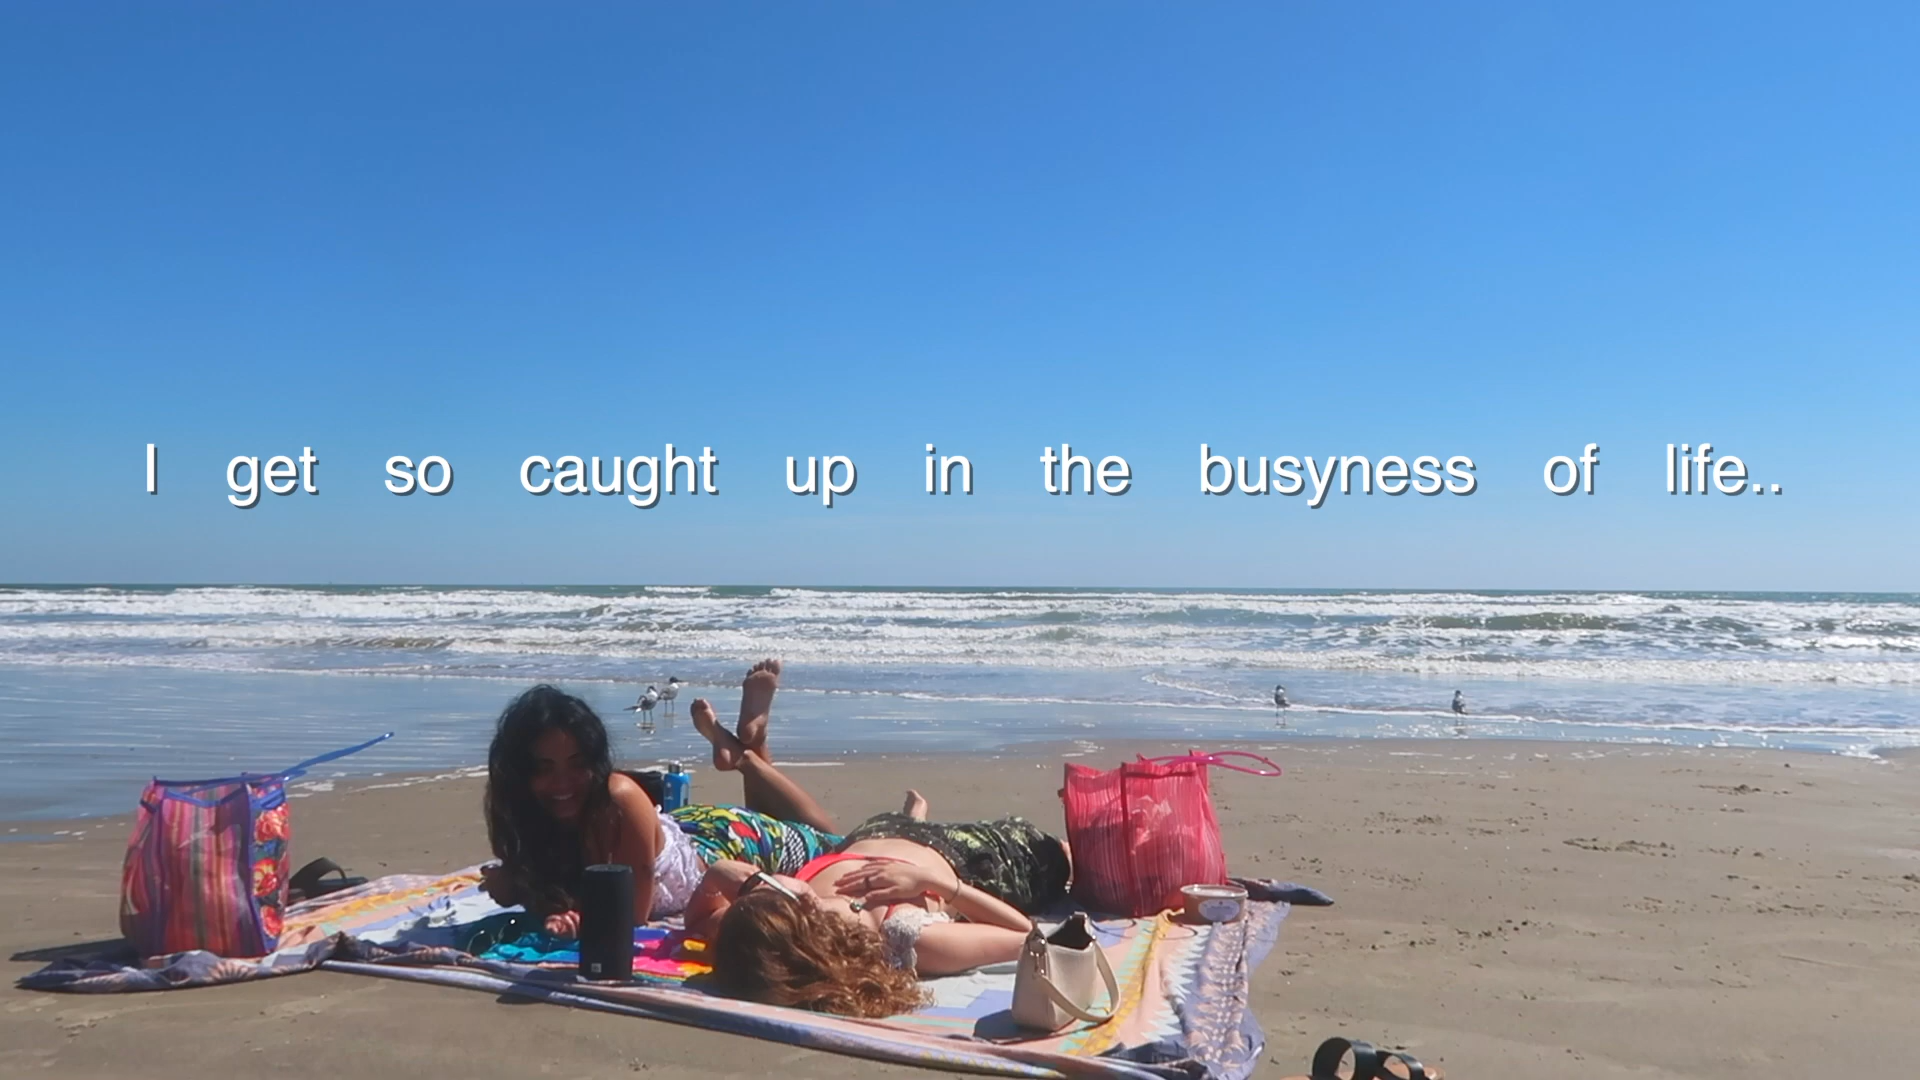 I get so caught up in the busyness of life..